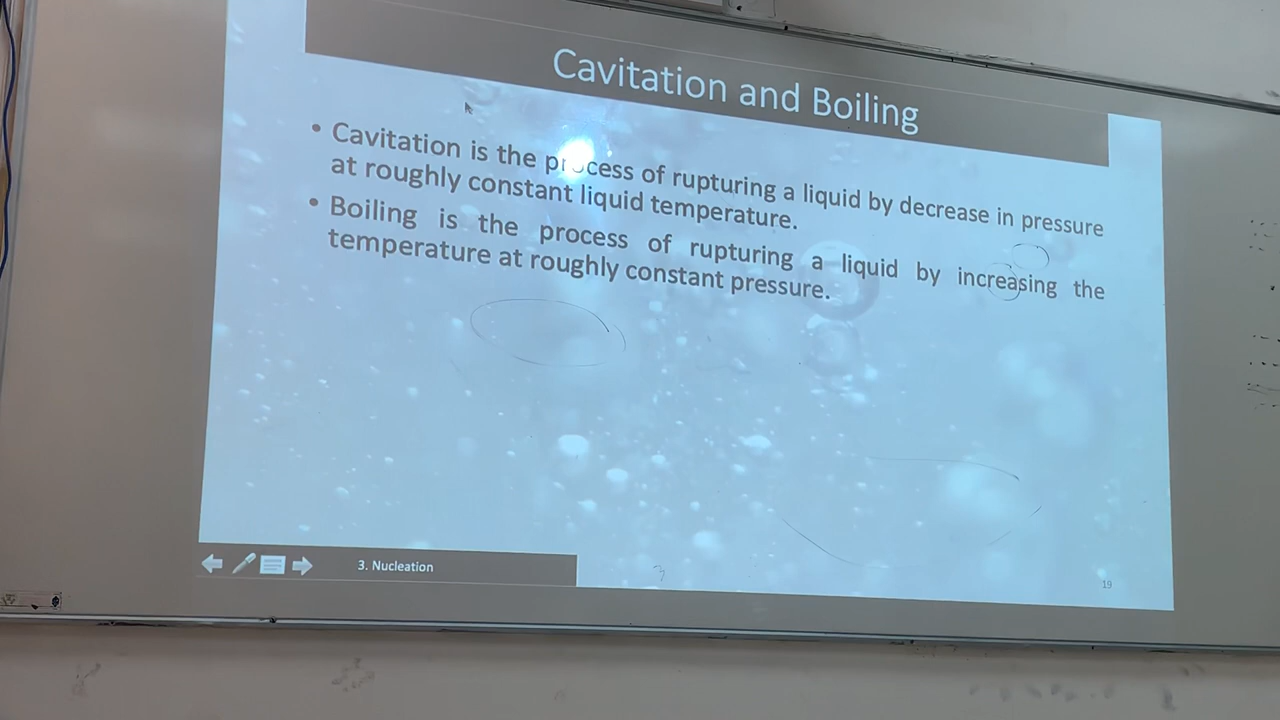 Cavitation and Boiling
• Cavitation is the process of rupturing a liquid by decrease in pressure
at roughly constant liquid temperature.
• Boiling is the process of rupturing a liquid by increasing the
temperature at roughly constant pressure.
3. Nucleation
19